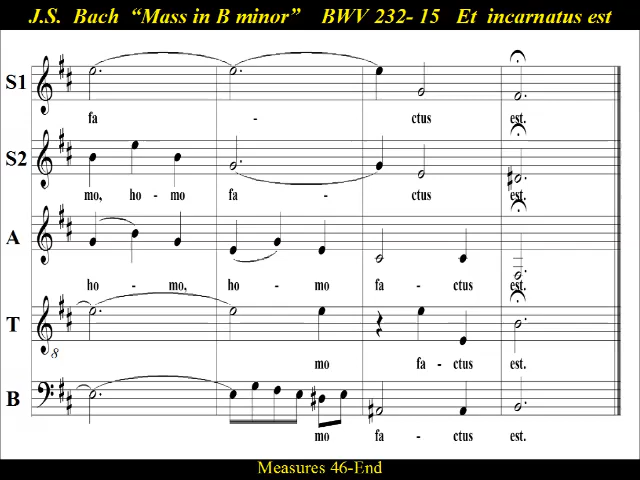 J.S. Bach “Mass in B minor” BWV 232- 15 Et incarnatus est
S1
fa - ctus est.
S2
mo, ho - mo fa - ctus est.
A
ho - mo, ho - mo fa - ctus est.
T
8
mo fa - ctus est.
B
mo fa - ctus est.
Measures 46-End